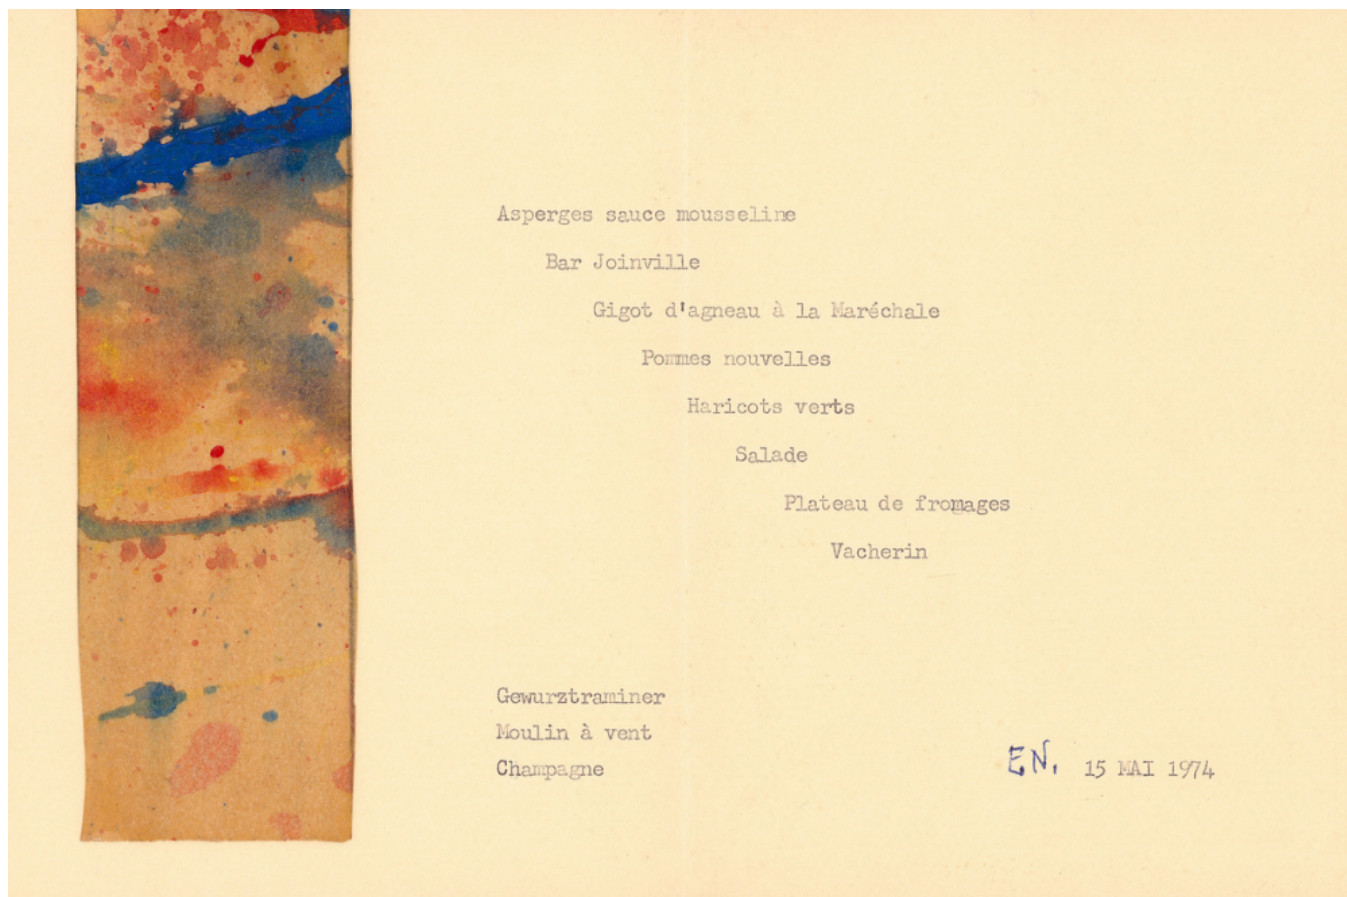 Asperges sauce mousseline
Bar Joinville
Gigot d'agneau à la Maréchale
Pommes nouvelles
Haricots verts
Salade
Plateau de fromages
Vacherin
Gewurztraminer
Moulin à vent
Champagne
EN. 15 MAI 1974